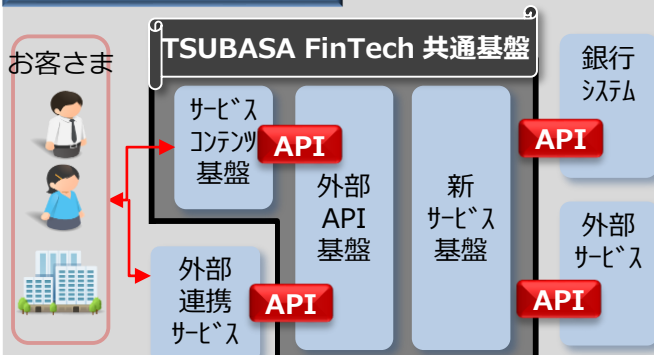 TSUBASA FinTech 共通基盤
お客さま
ｻｰﾋﾞｽ
ｺﾝﾃﾝﾂ
基盤
API
外部
API
基盤
新
ｻｰﾋﾞｽ
基盤
API
銀行
ｼｽﾃﾑ
外部
連携
ｻｰﾋﾞｽ
API
API
外部
ｻｰﾋﾞｽ